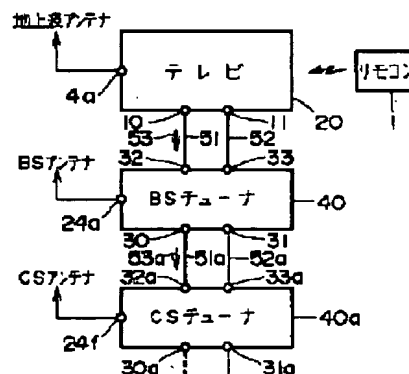 地上波アンテナ
テレビ
リモコン
1
4a
10
11
20
53
51
52
BSアンテナ
32
33
BSチューナ
40
24a
30
31
53a
51a
52a
CSアンテナ
32a
33a
CSチューナ
40a
24f
30a
31a